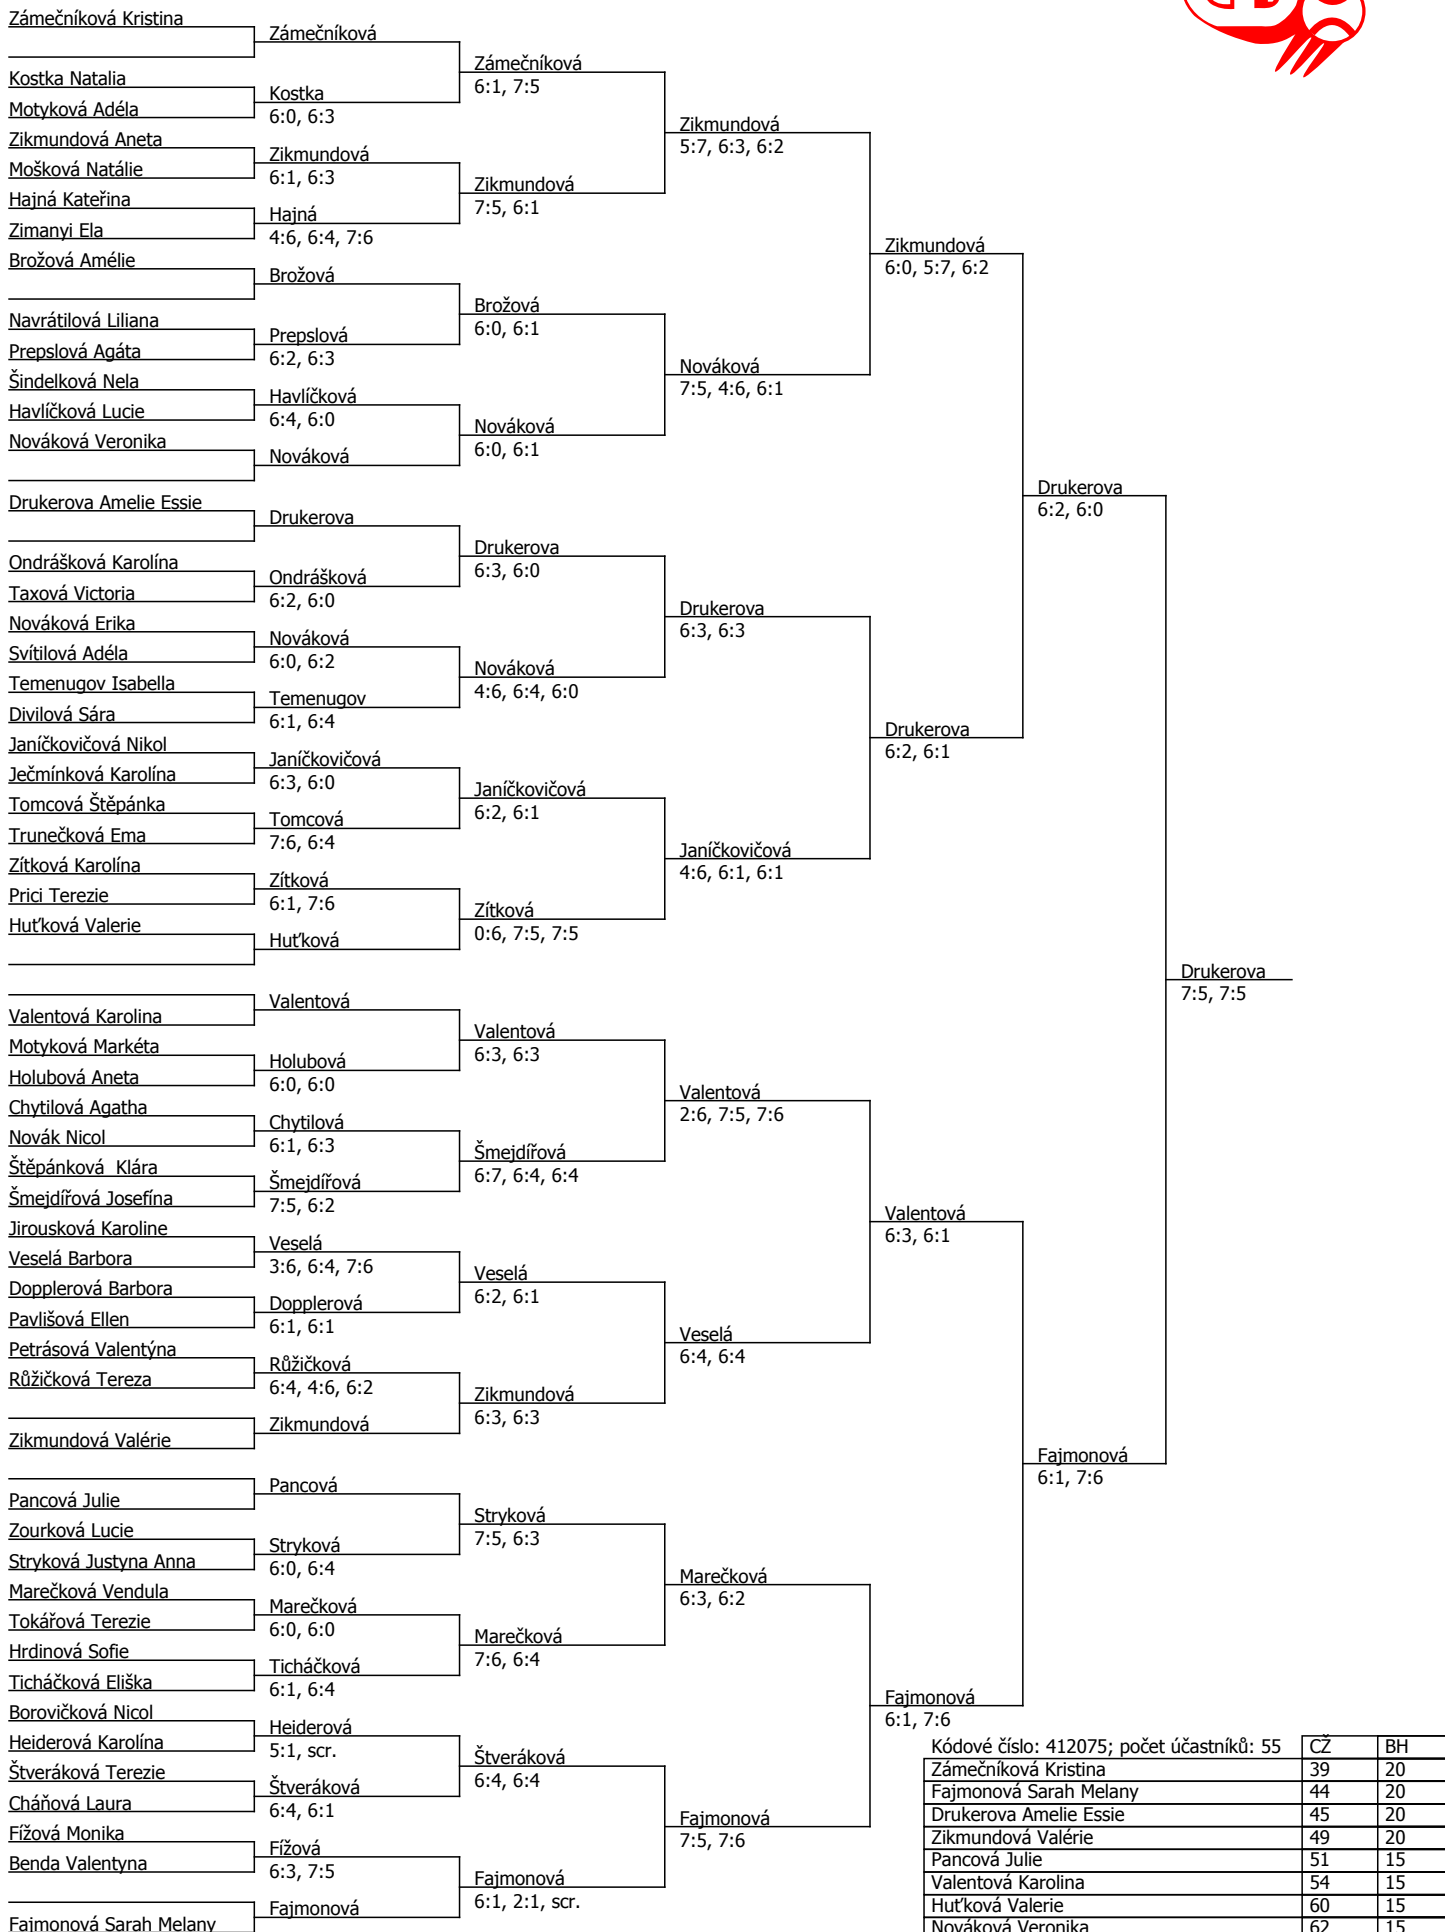 Zámečníková Kristina
Kostka Natalia
Motyková Adéla
Zikmundová Aneta
Mošková Natálie
Hajná Kateřina
Zimanyi Ela
Brožová Amélie
Navrátilová Liliana
Prepslová Agáta
Šindelková Nela
Havlíčková Lucie
Nováková Veronika
Drukerova Amelie Essie
Ondrášková Karolína
Taxová Victoria
Nováková Erika
Svítilová Adéla
Temenugov Isabella
Divilová Sára
Janíčkovičová Nikol
Ječmínková Karolína
Tomcová Štěpánka
Trunečková Ema
Zítková Karolína
Prici Terezie
Huťková Valerie
Valentová Karolina
Motyková Markéta
Holubová Aneta
Chytilová Agatha
Novák Nicol
Štěpánková  Klára
Šmejdířová Josefína
Jirousková Karoline
Veselá Barbora
Dopplerová Barbora
Pavlišová Ellen
Petrásová Valentýna
Růžičková Tereza
Zikmundová Valérie
Pancová Julie
Zourková Lucie
Stryková Justyna Anna
Marečková Vendula
Tokářová Terezie
Hrdinová Sofie
Ticháčková Eliška
Borovičková Nicol
Heiderová Karolína
Štveráková Terezie
Cháňová Laura
Fížová Monika
Benda Valentyna
Fajmonová Sarah Melany
Zámečníková
Kostka
6:0, 6:3
Zikmundová
6:1, 6:3
Hajná
4:6, 6:4, 7:6
Brožová
Prepslová
6:2, 6:3
Havlíčková
6:4, 6:0
Nováková
Drukerova
Ondrášková
6:2, 6:0
Nováková
6:0, 6:2
Temenugov
6:1, 6:4
Janíčkovičová
6:3, 6:0
Tomcová
7:6, 6:4
Zítková
6:1, 7:6
Huťková
Valentová
Holubová
6:0, 6:0
Chytilová
6:1, 6:3
Šmejdířová
7:5, 6:2
Veselá
3:6, 6:4, 7:6
Dopplerová
6:1, 6:1
Růžičková
6:4, 4:6, 6:2
Zikmundová
Pancová
Stryková
6:0, 6:4
Marečková
6:0, 6:0
Ticháčková
6:1, 6:4
Heiderová
5:1, scr.
Štveráková
6:4, 6:1
Fížová
6:3, 7:5
Fajmonová
Zámečníková
6:1, 7:5
Zikmundová
7:5, 6:1
Brožová
6:0, 6:1
Nováková
6:0, 6:1
Drukerova
6:3, 6:0
Nováková
4:6, 6:4, 6:0
Janíčkovičová
6:2, 6:1
Zítková
0:6, 7:5, 7:5
Valentová
6:3, 6:3
Šmejdířová
6:7, 6:4, 6:4
Veselá
6:2, 6:1
Zikmundová
6:3, 6:3
Stryková
7:5, 6:3
Marečková
7:6, 6:4
Štveráková
6:4, 6:4
Fajmonová
6:1, 2:1, scr.
Zikmundová
5:7, 6:3, 6:2
Nováková
7:5, 4:6, 6:1
Drukerova
6:3, 6:3
Janíčkovičová
4:6, 6:1, 6:1
Valentová
2:6, 7:5, 7:6
Veselá
6:4, 6:4
Marečková
6:3, 6:2
Fajmonová
7:5, 7:6
Zikmundová
6:0, 5:7, 6:2
Drukerova
6:2, 6:1
Valentová
6:3, 6:1
Fajmonová
6:1, 7:6
Drukerova
6:2, 6:0
Fajmonová
6:1, 7:6
Drukerova
7:5, 7:5
Kódové číslo: 412075; počet účastníků: 55 CŽ BH
Zámečníková Kristina 39 20
Fajmonová Sarah Melany 44 20
Drukerova Amelie Essie 45 20
Zikmundová Valérie 49 20
Pancová Julie 51 15
Valentová Karolina 54 15
Huťková Valerie 60 15
Nováková Veronika 62 15